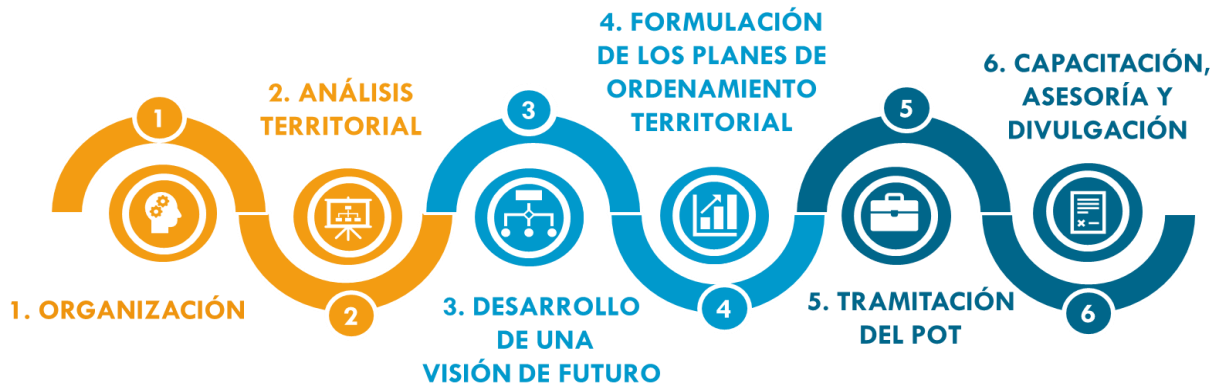 1
1. ORGANIZACIÓN
2. ANÁLISIS
TERRITORIAL
2
3
3. DESARROLLO
DE UNA
VISIÓN DE FUTURO
4. FORMULACIÓN
DE LOS PLANES DE
ORDENAMIENTO
TERRITORIAL
4
5
5. TRAMITACIÓN
DEL POT
6. CAPACITACIÓN,
ASESORÍA Y
DIVULGACIÓN
6